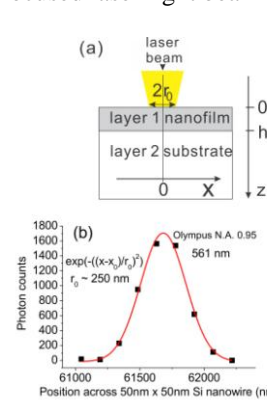 (a)
laser
beam
2r₀
0
layer 1 nanofilm
h
layer 2 substrate
0
X
z
(b)
1800
1600
1400
1200
1000
800
600
400
200
0
Photon counts
exp(-((x-x₀)/r₀)²)
r₀ ~ 250 nm
Olympus N.A. 0.95
561 nm
61000 61500 62000
Position across 50nm x 50nm Si nanowire